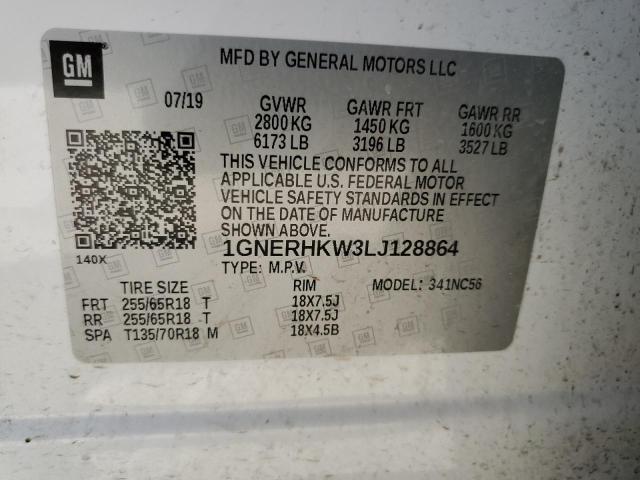 GM
MFD BY GENERAL MOTORS LLC
07/19 GVWR GAWR FRT GAWR RR
2800 KG 1450 KG 1600 KG
6173 LB 3196 LB 3527 LB
THIS VEHICLE CONFORMS TO ALL
APPLICABLE U.S. FEDERAL MOTOR
VEHICLE SAFETY STANDARDS IN EFFECT
ON THE DATE OF MANUFACTURE
SHOWN ABOVE.
140X 1GNERHKW3LJ128864
TYPE: M.P.V. MODEL: 341NC56
TIRE SIZE RIM
FRT 255/65R18 T 18X7.5J
RR 255/65R18 T 18X7.5J
SPA T135/70R18 M 18X4.5B